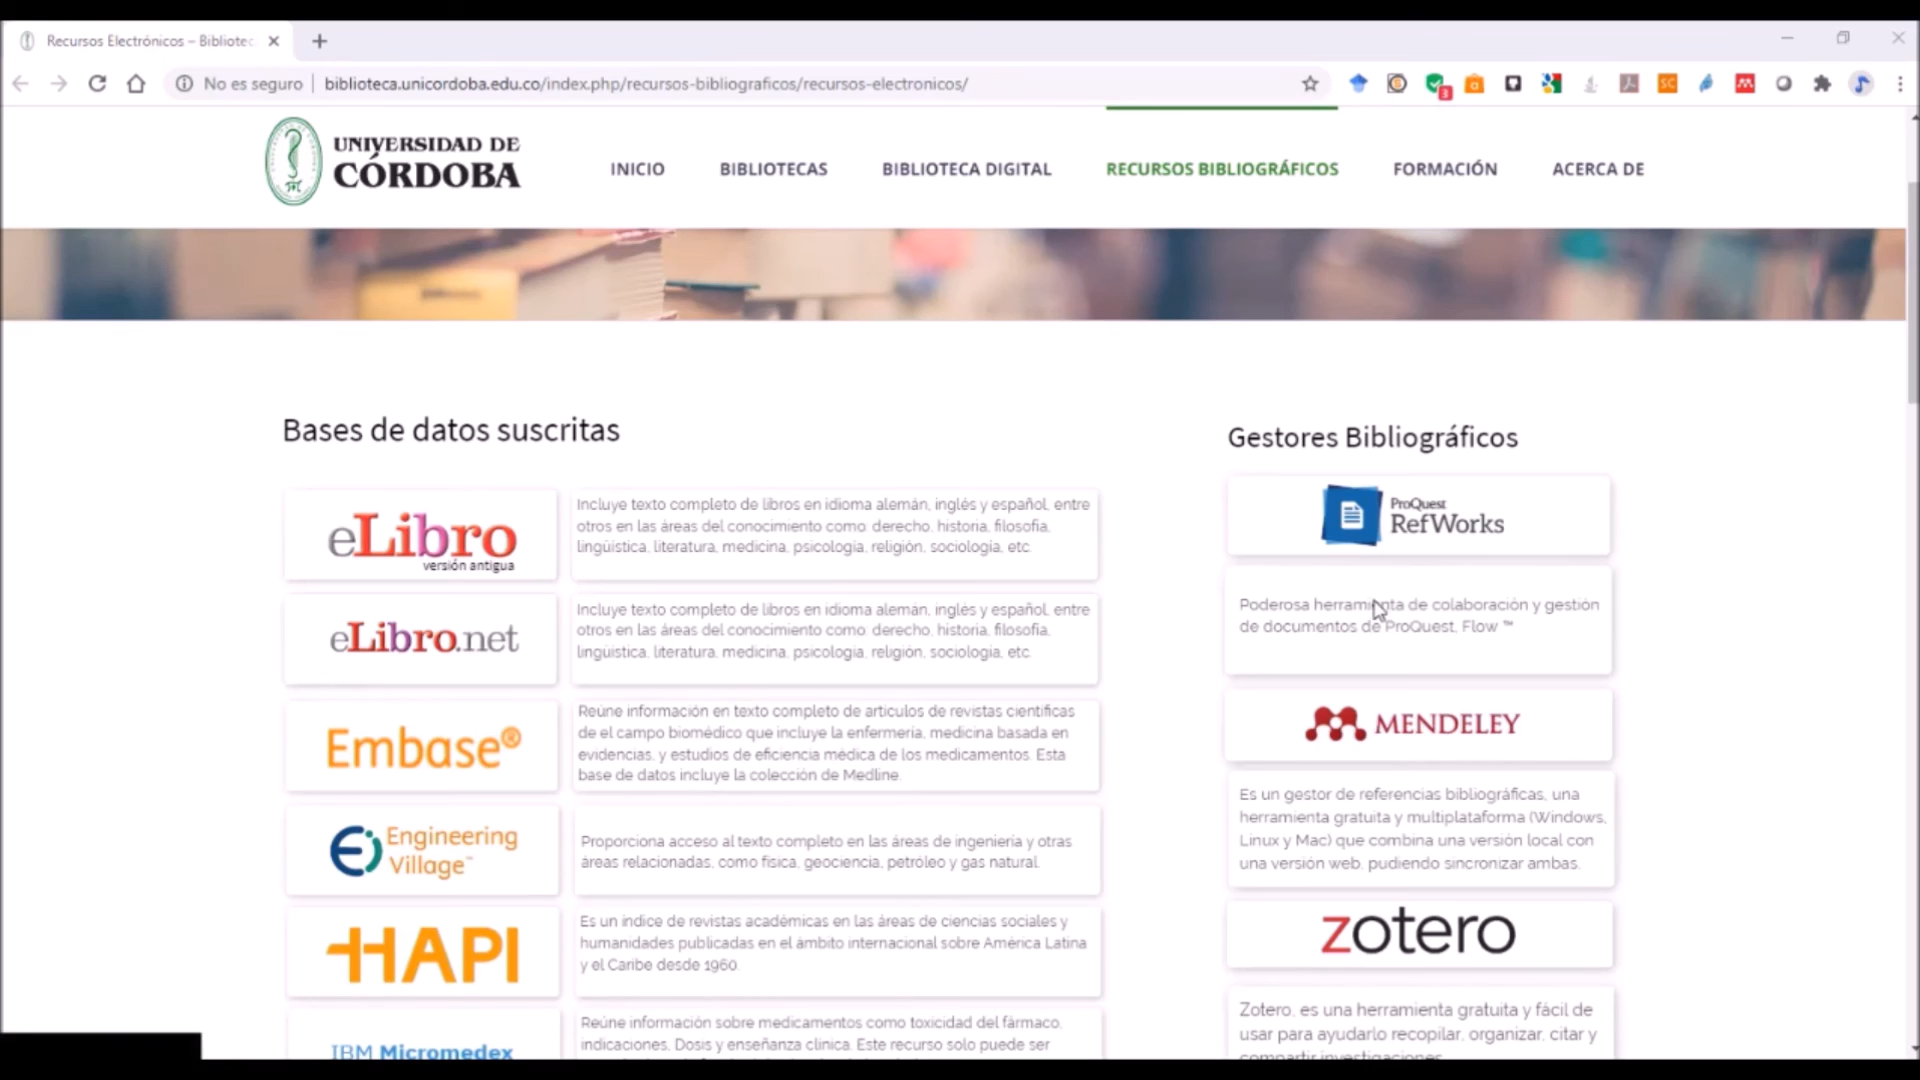 Recursos Electrónicos – Bibliotec
No es seguro
biblioteca.unicordoba.edu.co/index.php/recursos-bibliograficos/recursos-electronicos/
3
SC
UNIVERSIDAD DE
CÓRDOBA
INICIO
BIBLIOTECAS
BIBLIOTECA DIGITAL
RECURSOS BIBLIOGRÁFICOS
FORMACIÓN
ACERCA DE
Bases de datos suscritas
eLibro
versión antigua
Incluye texto completo de libros en idioma alemán, inglés y español, entre
otros en las áreas del conocimiento como: derecho, historia, filosofía,
lingüística, literatura, medicina, psicología, religión, sociología, etc.
eLibro.net
Incluye texto completo de libros en idioma alemán, inglés y español, entre
otros en las áreas del conocimiento como: derecho, historia, filosofía,
lingüística, literatura, medicina, psicología, religión, sociología, etc.
Embase®
Reúne información en texto completo de artículos de revistas científicas
de el campo biomédico que incluye la enfermería, medicina basada en
evidencias, y estudios de eficiencia médica de los medicamentos. Esta
base de datos incluye la colección de Medline.
Engineering
Village™
Proporciona acceso al texto completo en las áreas de ingeniería y otras
áreas relacionadas, como física, geociencia, petróleo y gas natural.
HAPI
Es un índice de revistas académicas en las áreas de ciencias sociales y
humanidades publicadas en el ámbito internacional sobre América Latina
y el Caribe desde 1960.
IBM Micromedex
Reúne información sobre medicamentos como toxicidad del fármaco,
indicaciones, Dosis y enseñanza clínica. Este recurso solo puede ser
Gestores Bibliográficos
ProQuest
RefWorks
Poderosa herramienta de colaboración y gestión
de documentos de ProQuest, Flow ™
MENDELEY
Es un gestor de referencias bibliográficas, una
herramienta gratuita y multiplataforma (Windows,
Linux y Mac) que combina una versión local con
una versión web, pudiendo sincronizar ambas.
zotero
Zotero, es una herramienta gratuita y fácil de
usar para ayudarlo recopilar, organizar, citar y
compartir investigaciones